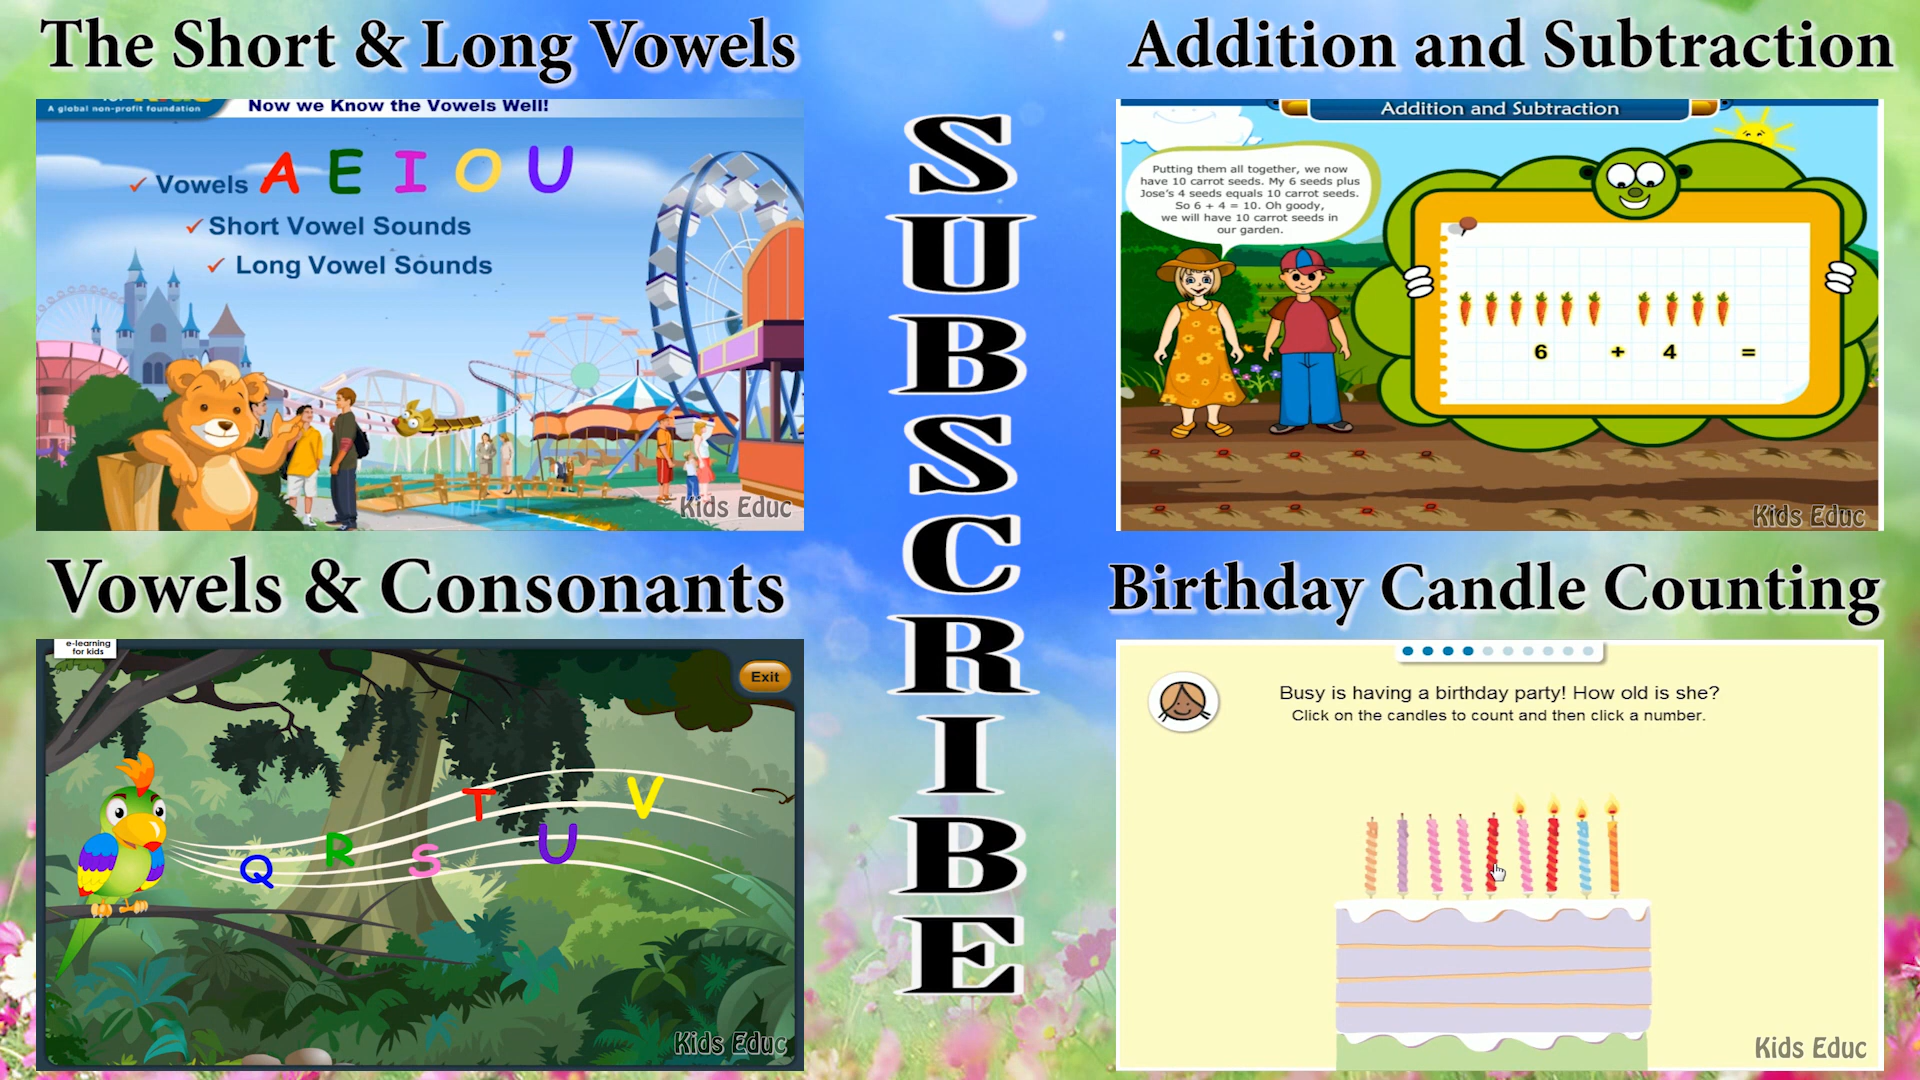 The Short & Long Vowels
A global non-profit foundation
Now we Know the Vowels Well!
Vowels A E I O U
Short Vowel Sounds
Long Vowel Sounds
Kids Educ
Addition and Subtraction
Addition and Subtraction
Putting them all together, we now
have 10 carrot seeds. My 6 seeds plus
Jose's 4 seeds equals 10 carrot seeds.
So 6 + 4 = 10. Oh goody,
we will have 10 carrot seeds in
our garden.
6 + 4 =
Kids Educ
SUBSCRIBE
Vowels & Consonants
e-learning
for kids
Exit
Q R S T U V
Kids Educ
Birthday Candle Counting
Busy is having a birthday party! How old is she?
Click on the candles to count and then click a number.
Kids Educ